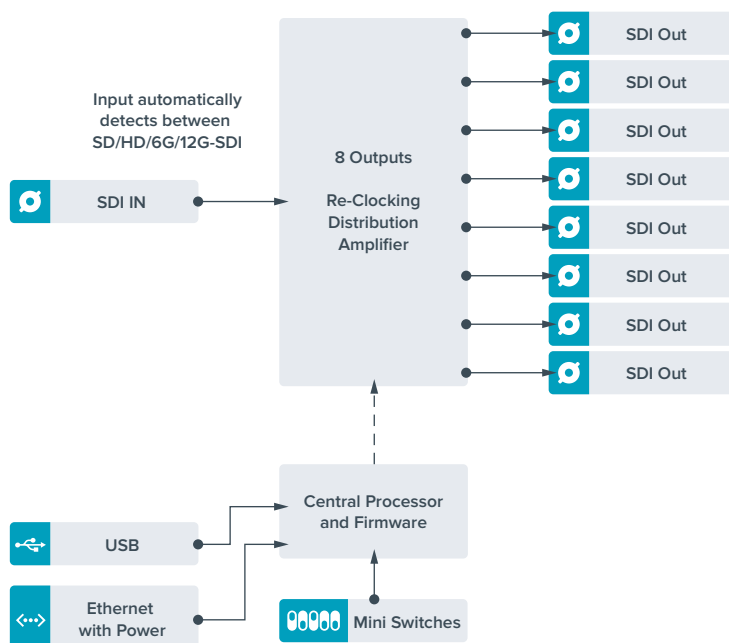 Input automatically
detects between
SD/HD/6G/12G-SDI
SDI IN
8 Outputs
Re-Clocking
Distribution
Amplifier
SDI Out
SDI Out
SDI Out
SDI Out
SDI Out
SDI Out
SDI Out
SDI Out
Central Processor
and Firmware
USB
Ethernet
with Power
Mini Switches